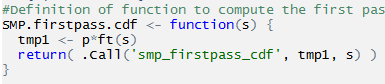 #Definition of function to compute the first pas
SMP.firstpass.cdf <- function(s) {
tmp1 <- p*ft(s)
return( .Call('smp_firstpass_cdf', tmp1, s) )
}